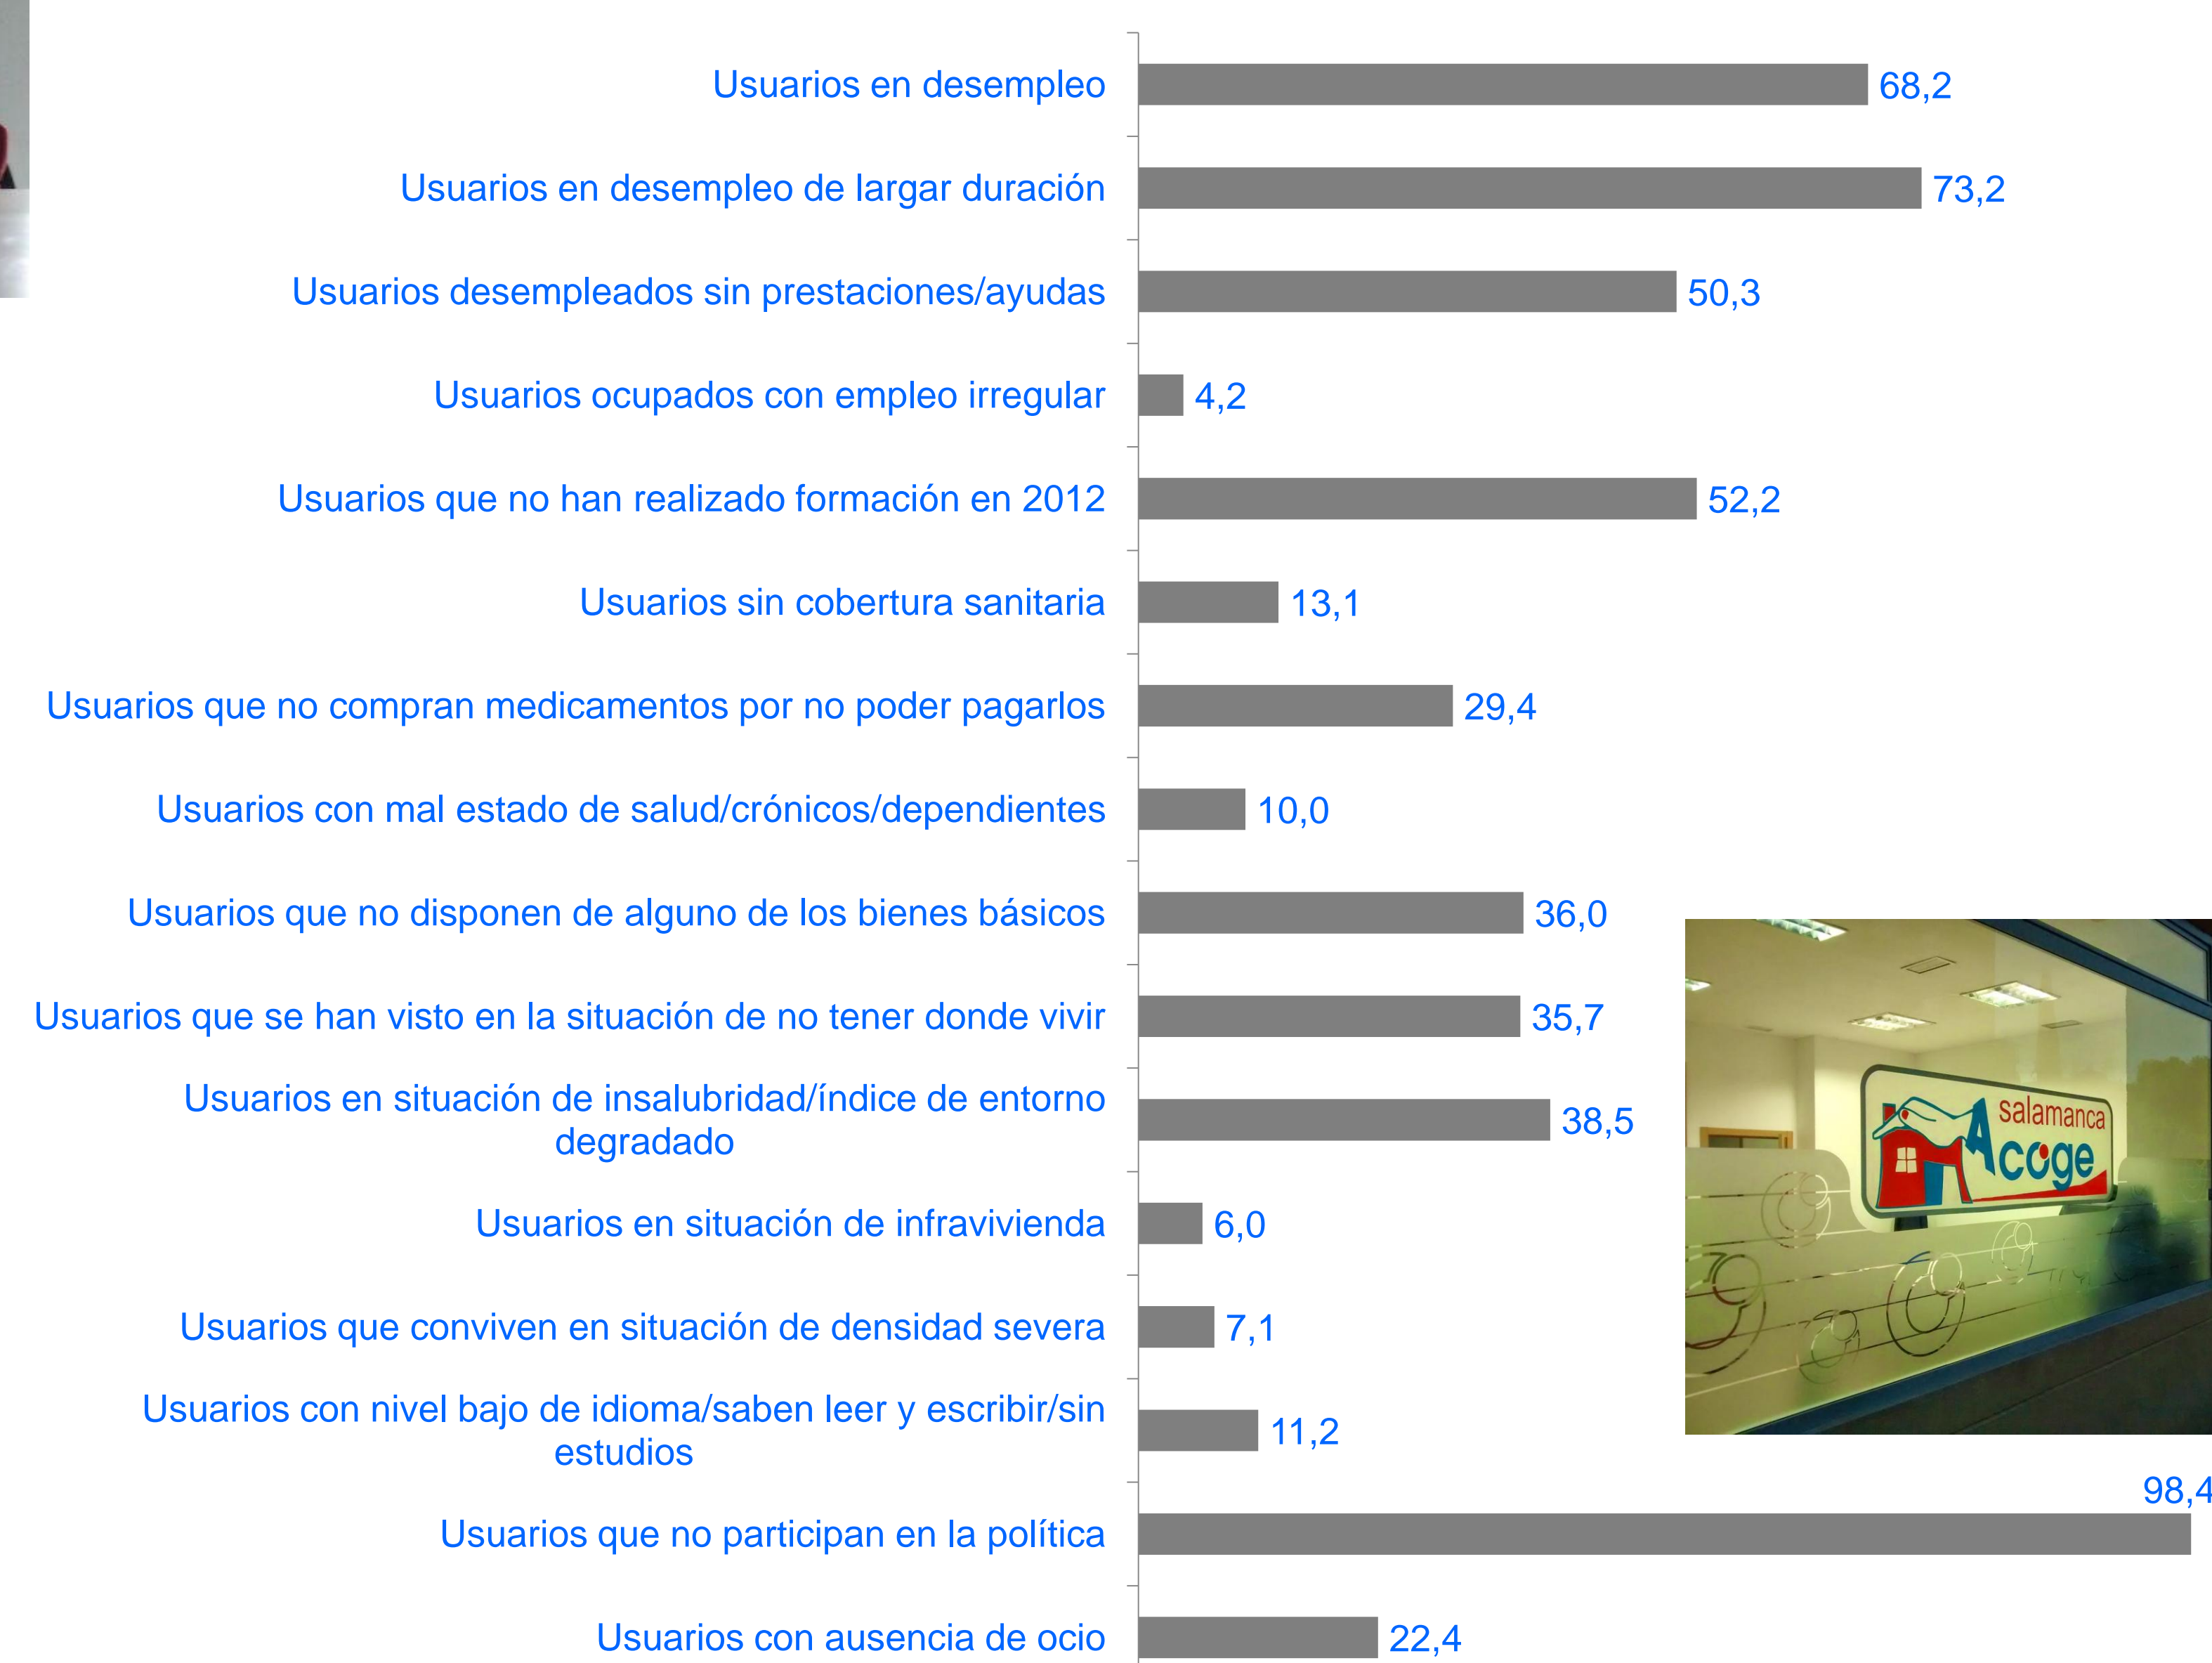 Usuarios en desempleo 68,2
Usuarios en desempleo de largar duración 73,2
Usuarios desempleados sin prestaciones/ayudas 50,3
Usuarios ocupados con empleo irregular 4,2
Usuarios que no han realizado formación en 2012 52,2
Usuarios sin cobertura sanitaria 13,1
Usuarios que no compran medicamentos por no poder pagarlos 29,4
Usuarios con mal estado de salud/crónicos/dependientes 10,0
Usuarios que no disponen de alguno de los bienes básicos 36,0
Usuarios que se han visto en la situación de no tener donde vivir 35,7
Usuarios en situación de insalubridad/índice de entorno
degradado 38,5
salamanca
Acoge
Usuarios en situación de infravivienda 6,0
Usuarios que conviven en situación de densidad severa 7,1
Usuarios con nivel bajo de idioma/saben leer y escribir/sin
estudios 11,2
98,4
Usuarios que no participan en la política
Usuarios con ausencia de ocio 22,4